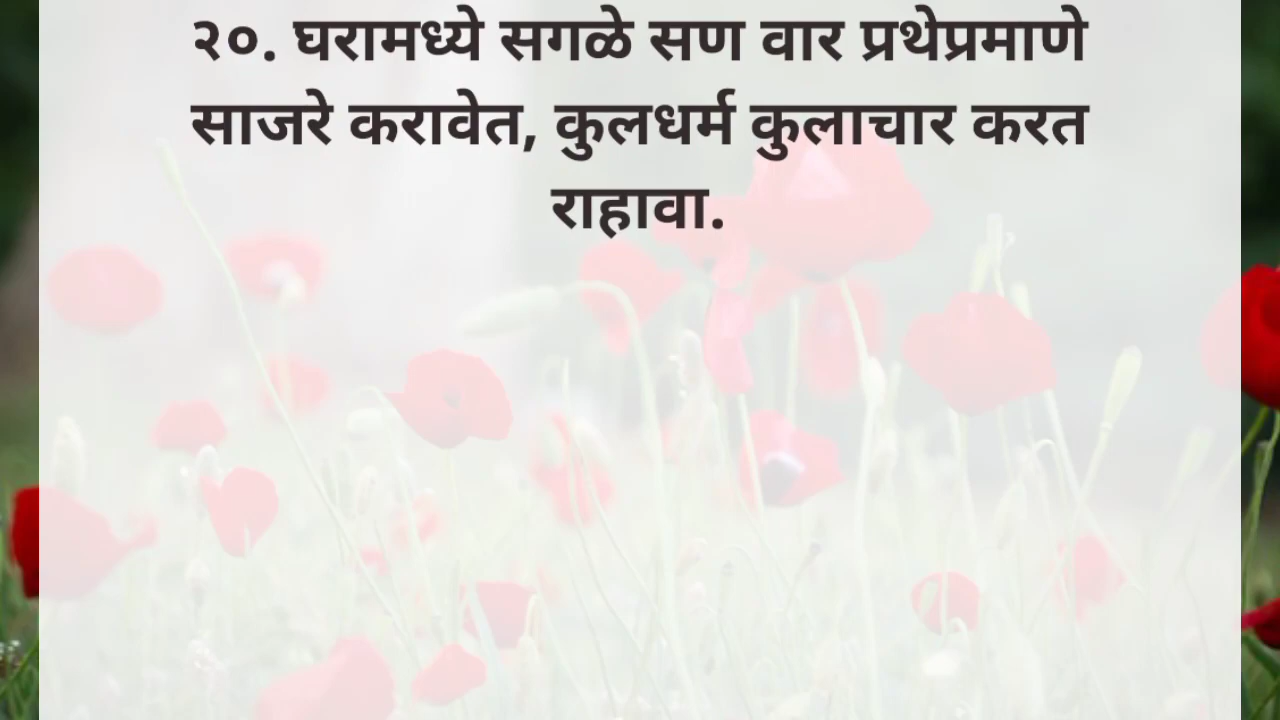 २०. घरामध्ये सगळे सण वार प्रथेप्रमाणे
साजरे करावेत, कुलधर्म कुलाचार करत
राहावा.